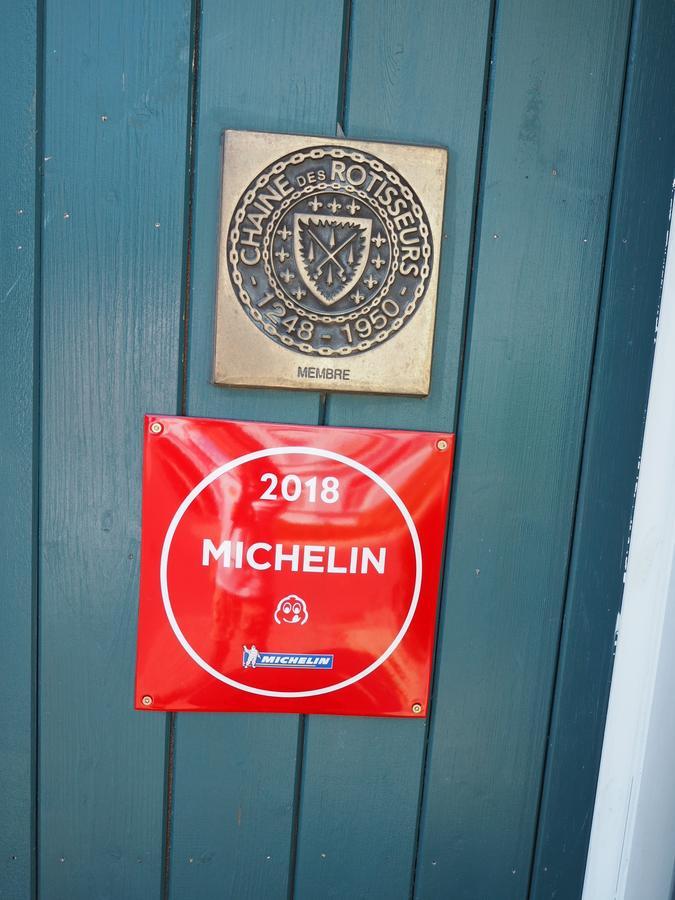 CHAINE DES ROTISSEURS
- 1248 - 1950 -
MEMBRE
2018
MICHELIN
MICHELIN